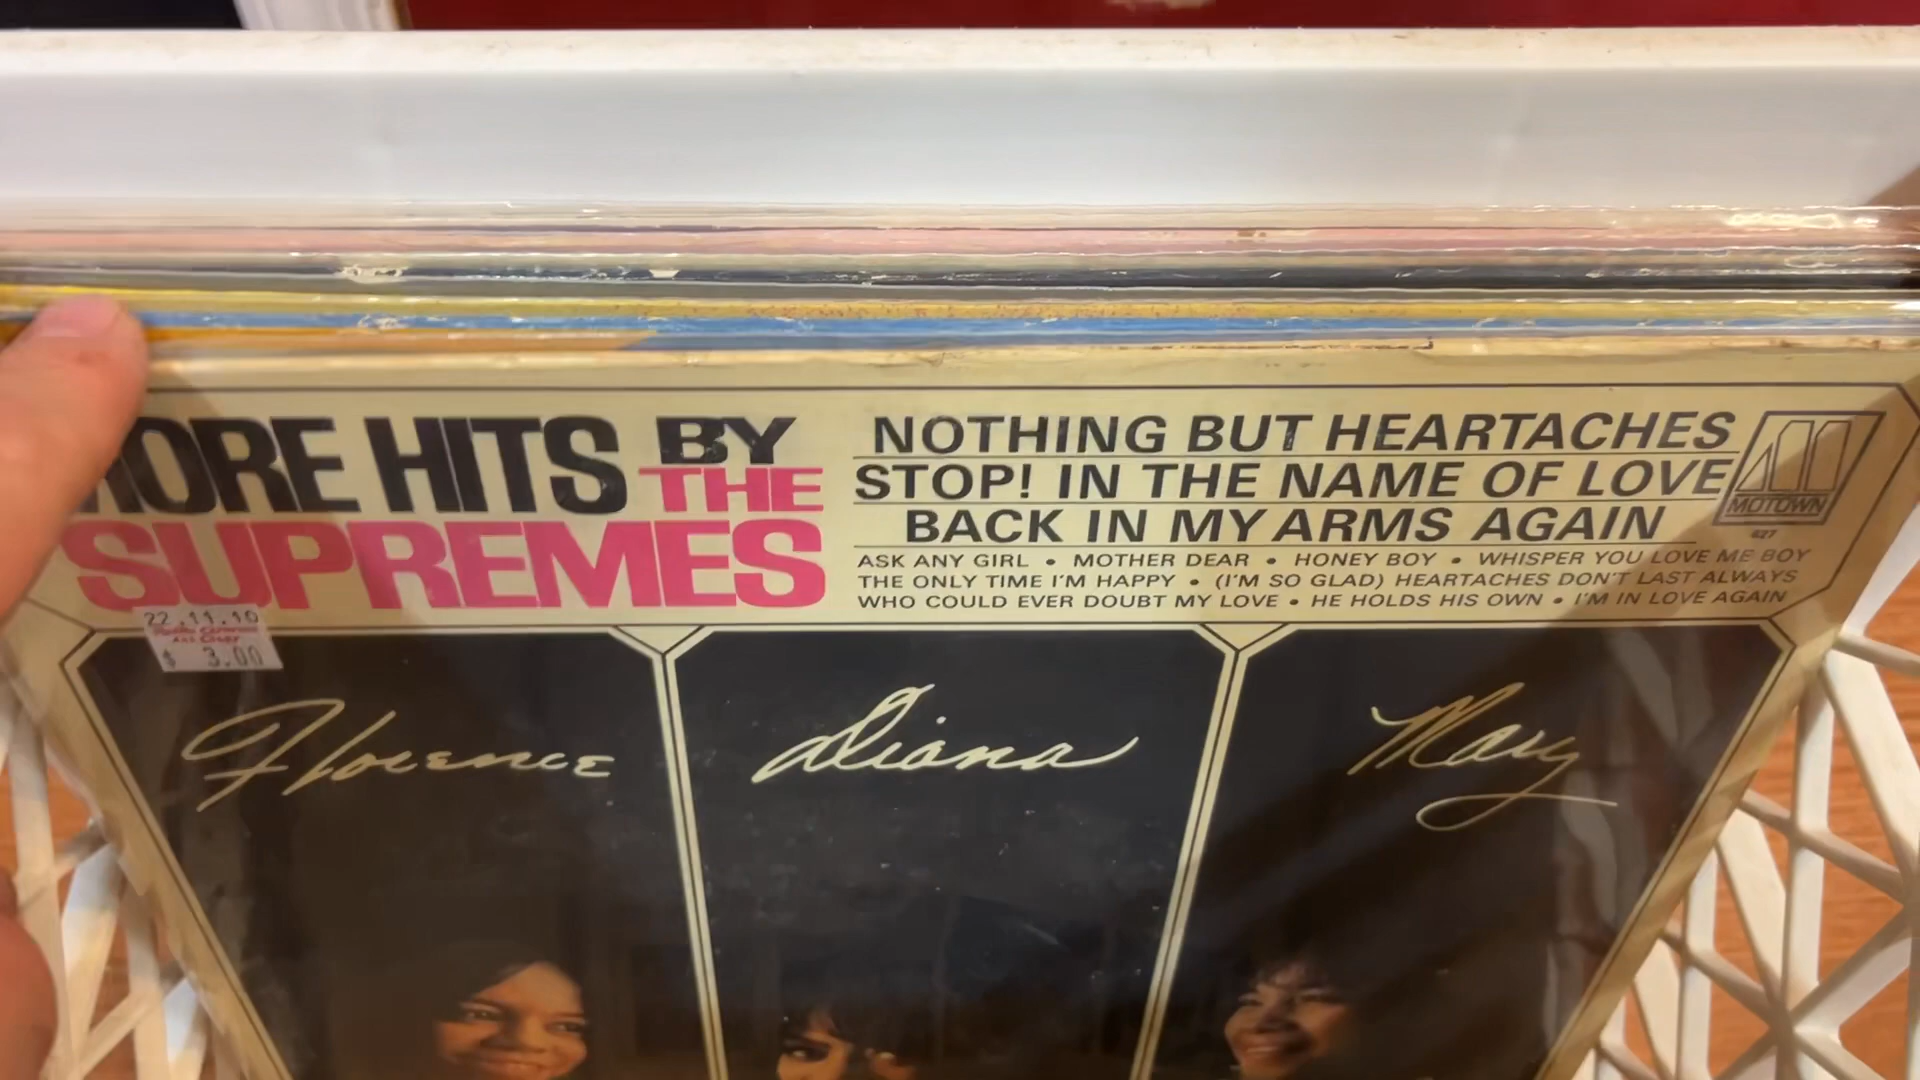 MORE HITS BY
THE
SUPREMES
NOTHING BUT HEARTACHES
STOP! IN THE NAME OF LOVE
BACK IN MY ARMS AGAIN
ASK ANY GIRL • MOTHER DEAR • HONEY BOY • WHISPER YOU LOVE ME BOY
THE ONLY TIME I'M HAPPY • (I'M SO GLAD) HEARTACHES DON'T LAST ALWAYS
WHO COULD EVER DOUBT MY LOVE • HE HOLDS HIS OWN • I'M IN LOVE AGAIN
MOTOWN
627
22.11.10
$ 3.00
Florence
Diana
Mary